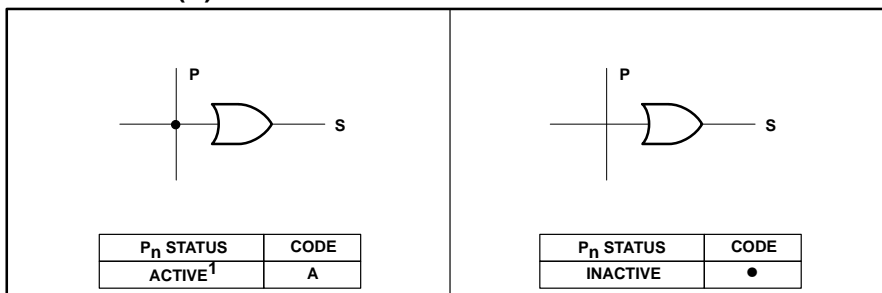 P
S
Pn STATUS CODE
ACTIVE1 A
P
S
Pn STATUS CODE
INACTIVE ●